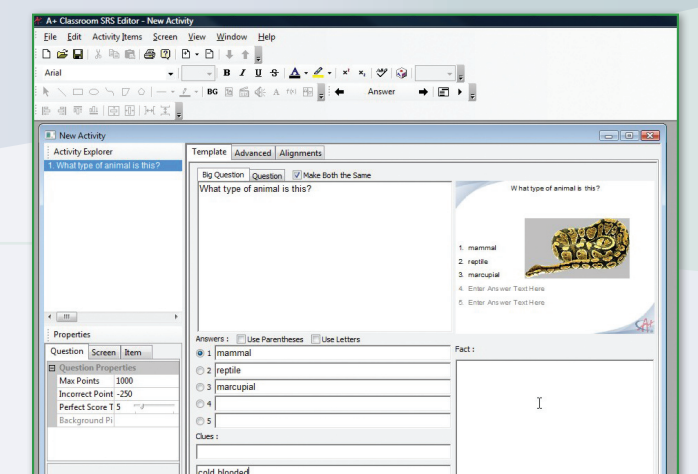 A+ Classroom SRS Editor - New Activity
File Edit Activity Items Screen View Window Help
Arial B I U
BG A f(x) Answer
New Activity
Activity Explorer
1. What type of animal is this?
Template Advanced Alignments
Big Question Question Make Both the Same
What type of animal is this?
What type of animal is this?
1. mammal
2. reptile
3. marcupial
4. Enter Answer Text Here
5. Enter Answer Text Here
CA+
Answers : Use Parentheses Use Letters
1 mammal
2 reptile
3 marcupial
4
5
Clues :
cold blooded
Fact :
Properties
Question Screen Item
Question Properties
Max Points 1000
Incorrect Point -250
Perfect Score T 5
Background Pi